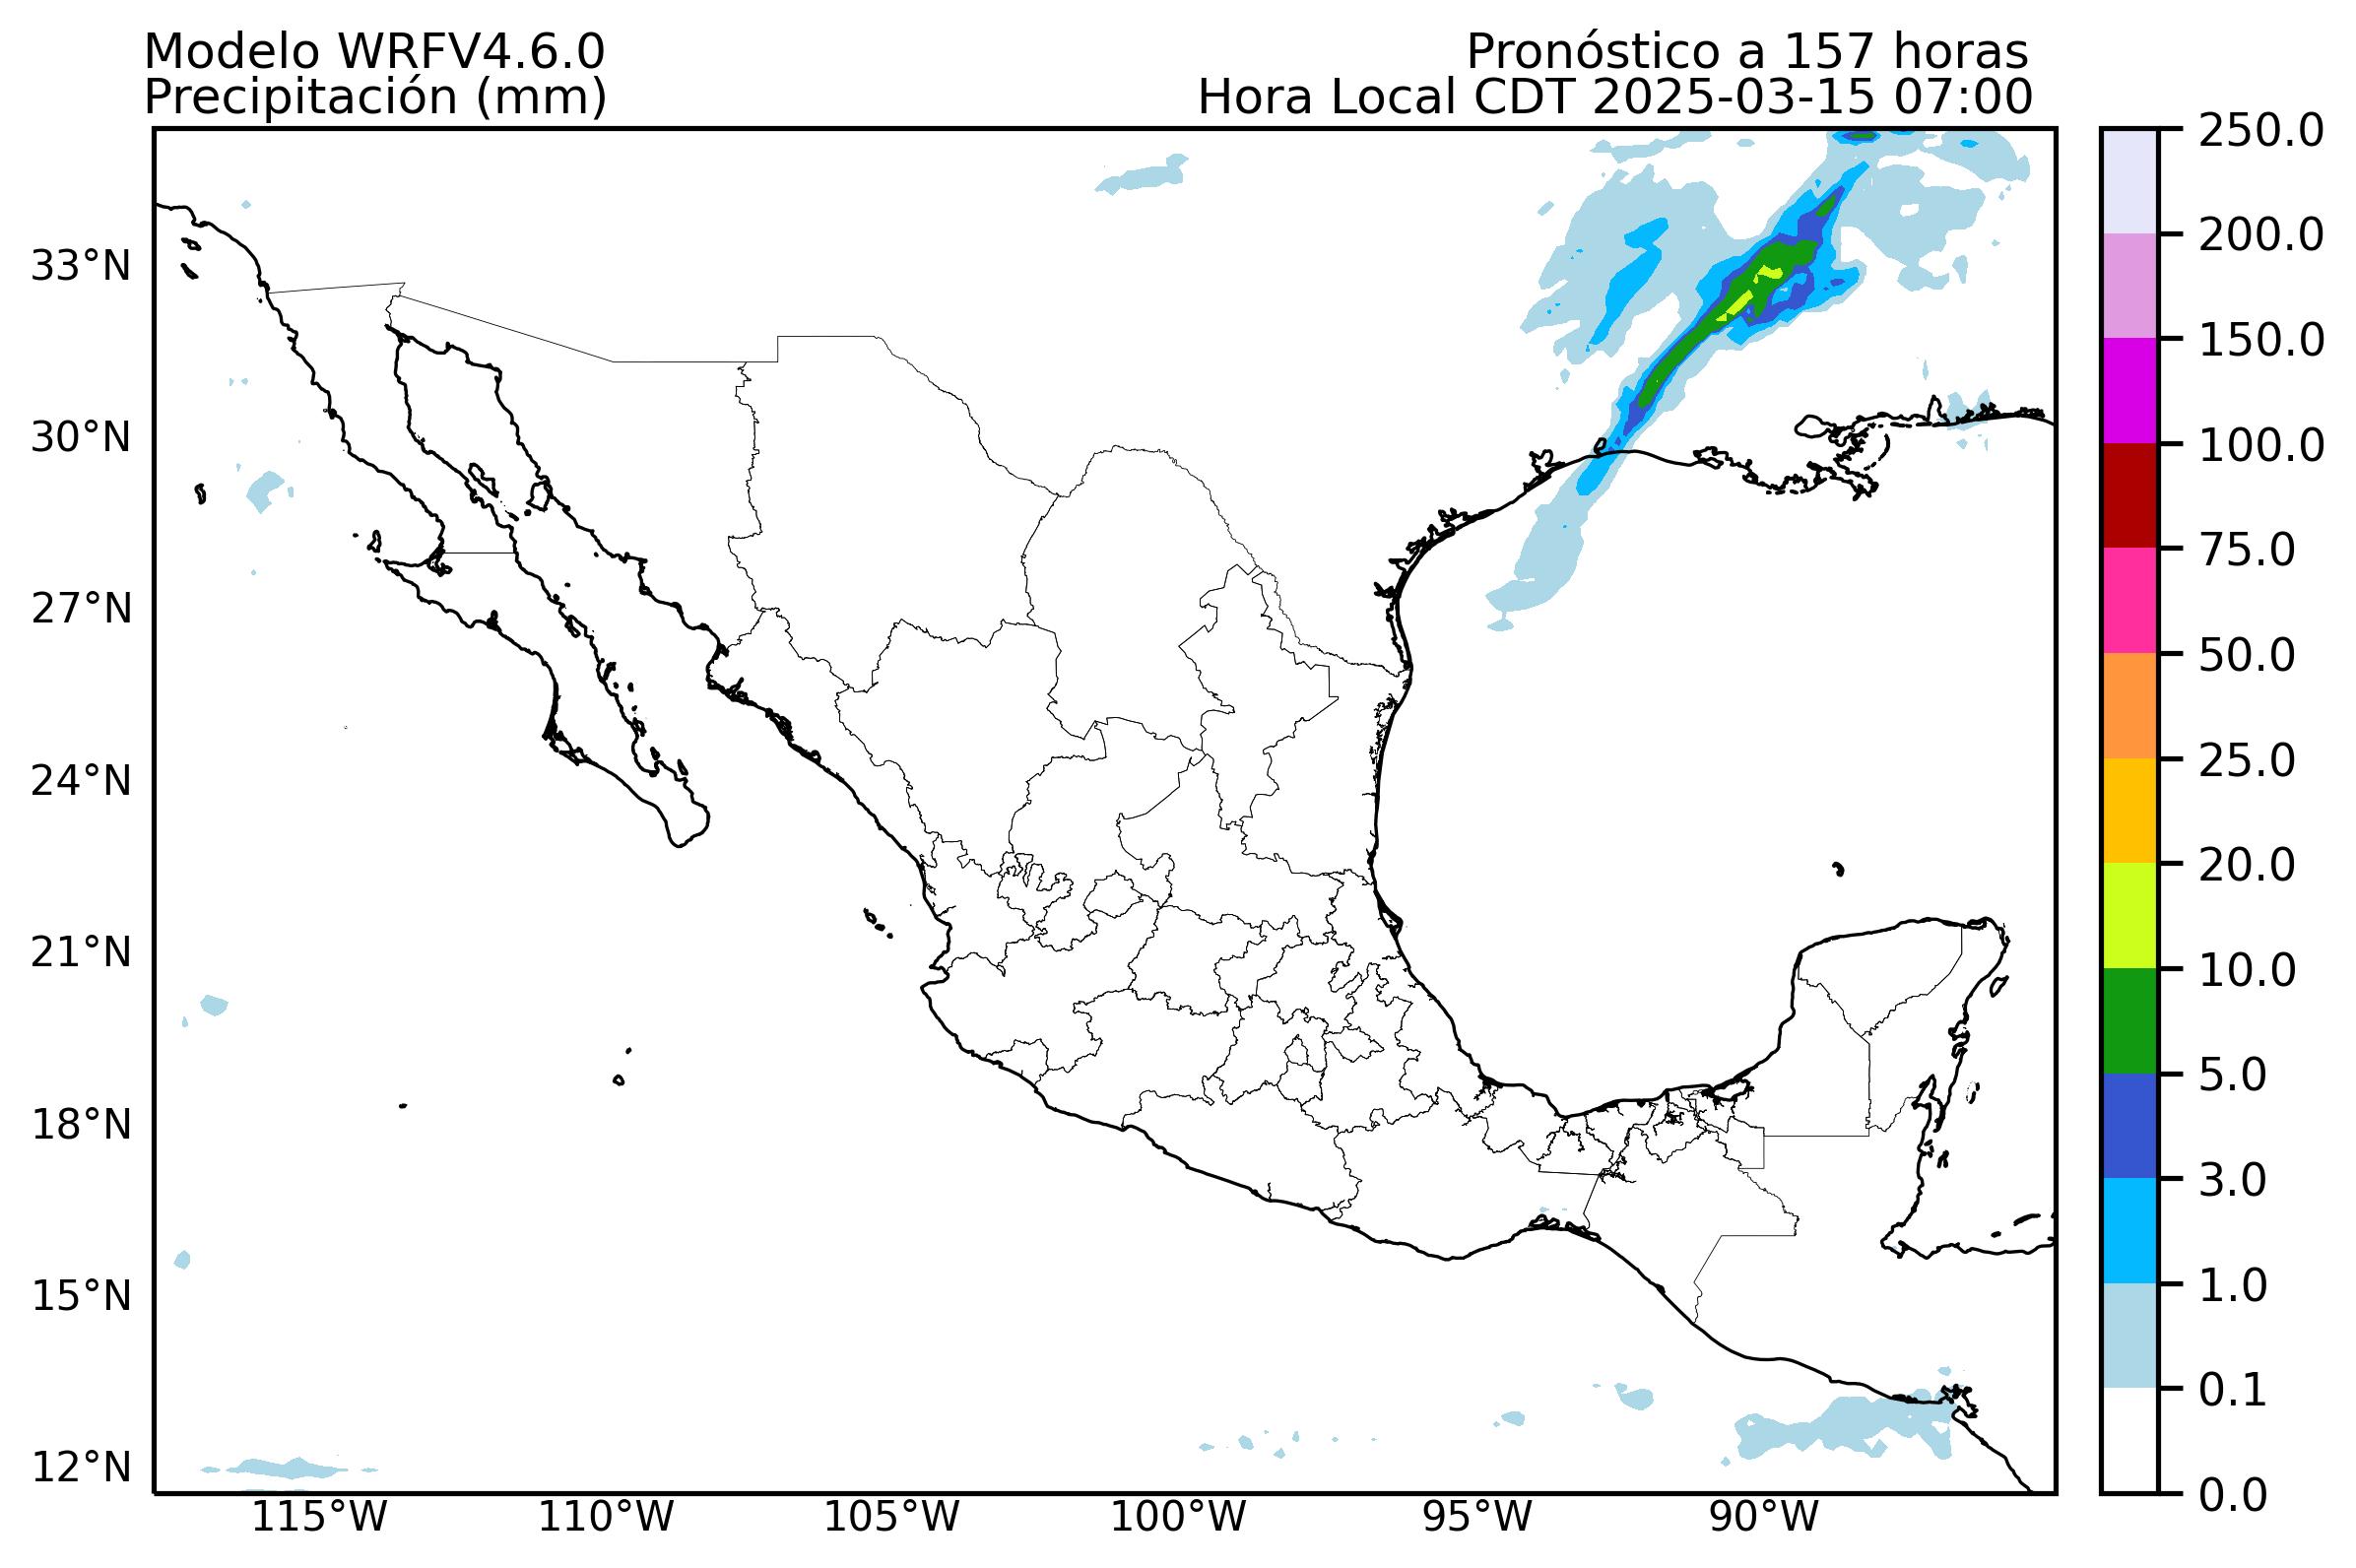 Modelo WRFV4.6.0
Precipitación (mm)
Pronóstico a 157 horas
Hora Local CDT 2025-03-15 07:00
33°N
30°N
27°N
24°N
21°N
18°N
15°N
12°N
115°W
110°W
105°W
100°W
95°W
90°W
250.0
200.0
150.0
100.0
75.0
50.0
25.0
20.0
10.0
5.0
3.0
1.0
0.1
0.0